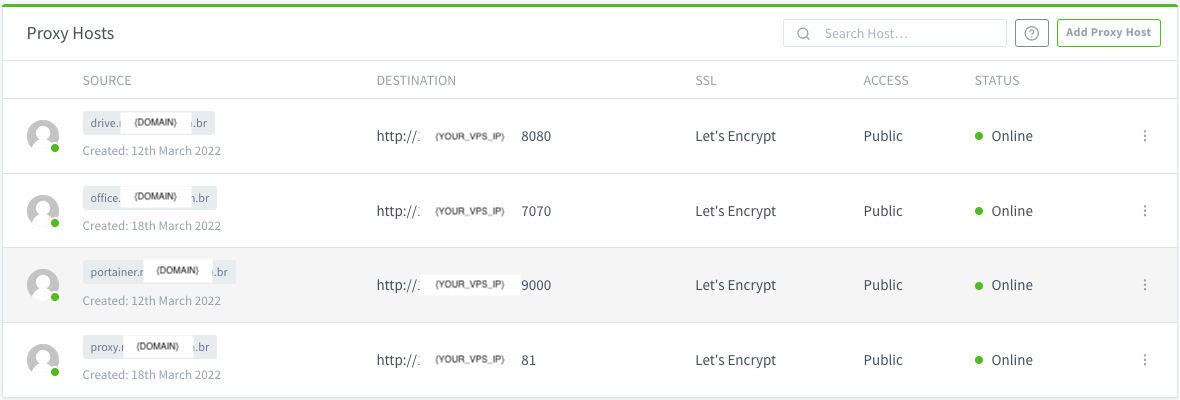 Proxy Hosts
Search Host...
Add Proxy Host
SOURCE DESTINATION SSL ACCESS STATUS
drive. {DOMAIN} .br
http:// {YOUR_VPS_IP} 8080 Let's Encrypt Public Online
Created: 12th March 2022
office. {DOMAIN} .br
http:// {YOUR_VPS_IP} 7070 Let's Encrypt Public Online
Created: 18th March 2022
portainer. {DOMAIN} .br
http:// {YOUR_VPS_IP} 9000 Let's Encrypt Public Online
Created: 12th March 2022
proxy. {DOMAIN} .br
http:// {YOUR_VPS_IP} 81 Let's Encrypt Public Online
Created: 18th March 2022